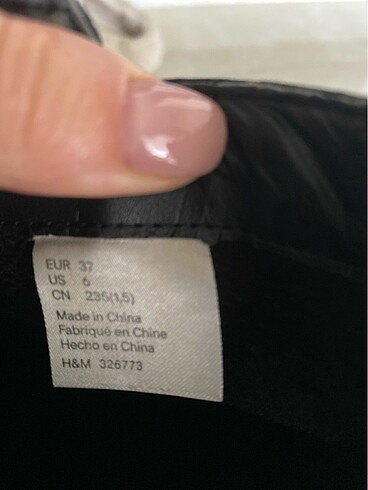 EUR 37
US 6
CN 235(1,5)
Made in China
Fabriqué en Chine
Hecho en China
H&M 326773